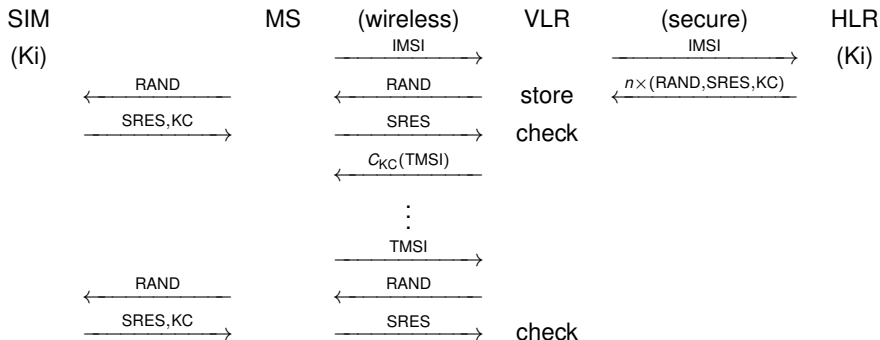 SIM MS (wireless) VLR (secure) HLR
(Ki) IMSI IMSI (Ki)
RAND RAND store n×(RAND,SRES,KC)
SRES,KC SRES check
C_KC(TMSI)
⋮
TMSI
RAND RAND
SRES,KC SRES check